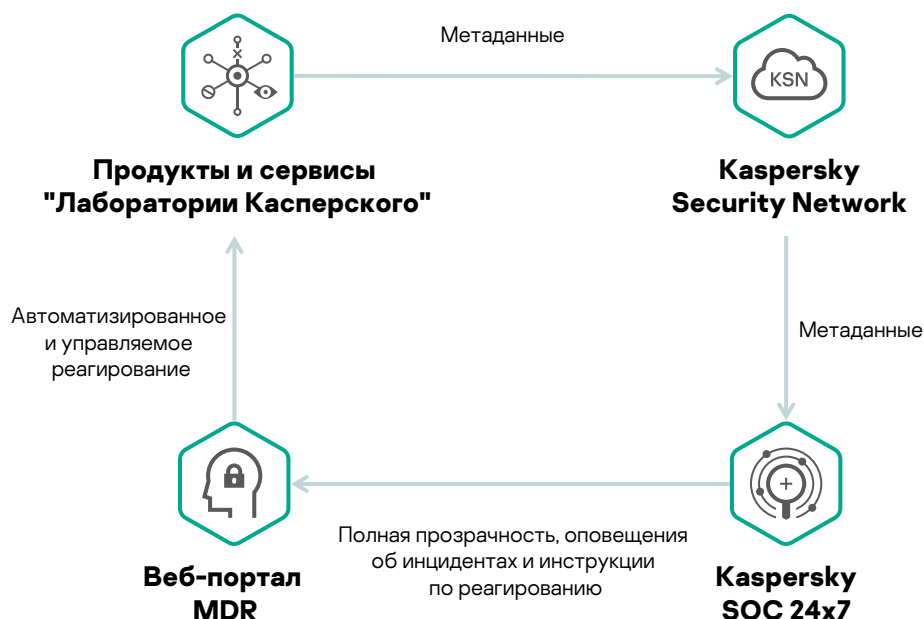 Метаданные
KSN
Продукты и сервисы
"Лаборатории Касперского"
Kaspersky
Security Network
Автоматизированное
и управляемое
реагирование
Метаданные
Полная прозрачность, оповещения
об инцидентах и инструкции
по реагированию
Веб-портал
MDR
Kaspersky
SOC 24x7